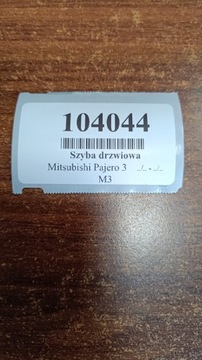 104044
Szyba drzwiowa
Mitsubishi Pajero 3 -/-.-/-
M3